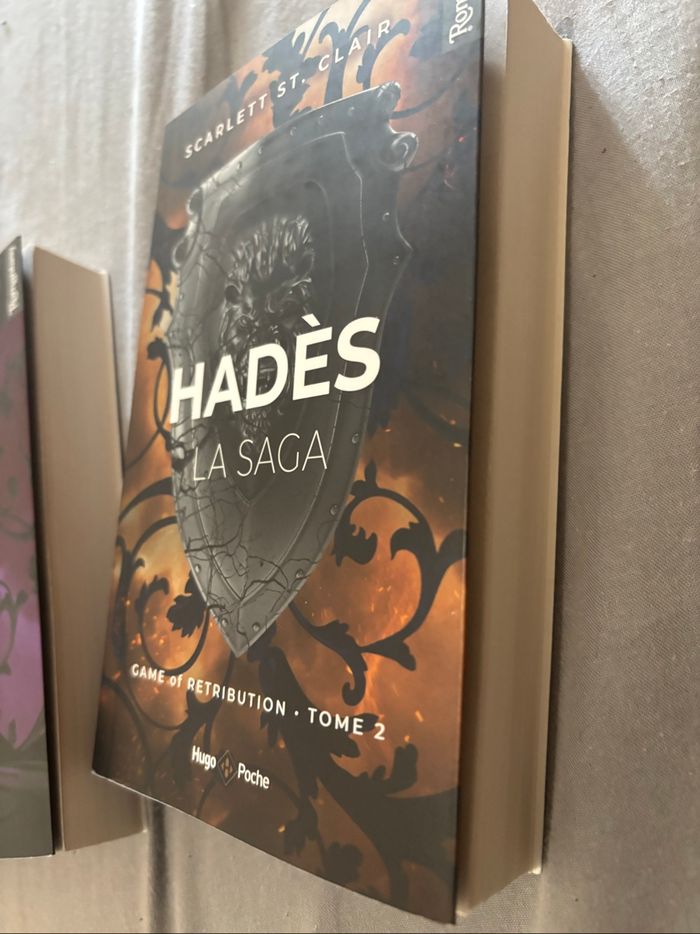 SCARLETT ST. CLAIR
HADÈS
LA SAGA
GAME of RETRIBUTION • TOME 2
Hugo Poche